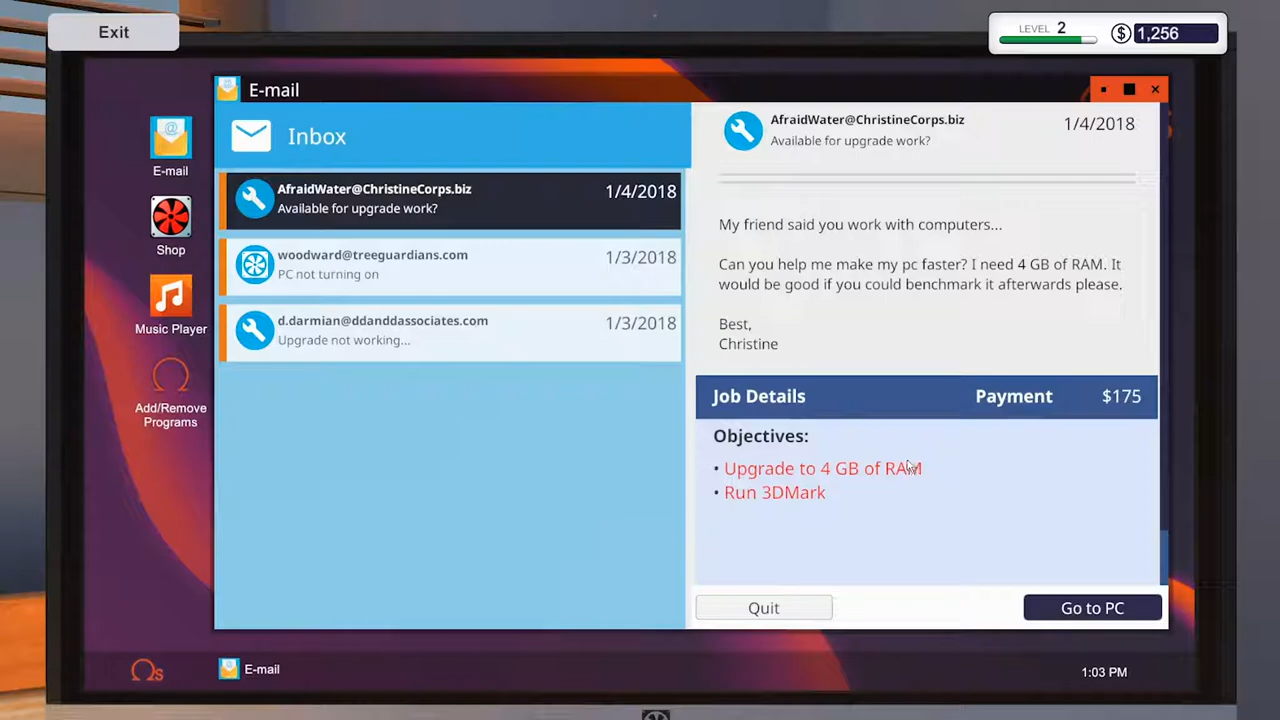 Exit
LEVEL 2
$ 1,256
E-mail
E-mail
Shop
Music Player
Add/Remove
Programs
Inbox
AfraidWater@ChristineCorps.biz 1/4/2018
Available for upgrade work?
woodward@treeguardians.com 1/3/2018
PC not turning on
d.darmian@ddanddassociates.com 1/3/2018
Upgrade not working...
AfraidWater@ChristineCorps.biz 1/4/2018
Available for upgrade work?
My friend said you work with computers...
Can you help me make my pc faster? I need 4 GB of RAM. It
would be good if you could benchmark it afterwards please.
Best,
Christine
Job Details Payment $175
Objectives:
• Upgrade to 4 GB of RAM
• Run 3DMark
Quit Go to PC
Ωs E-mail 1:03 PM